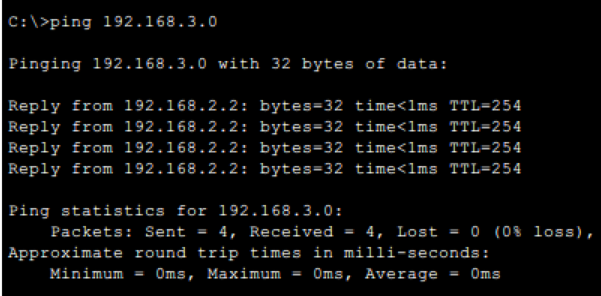 C:\>ping 192.168.3.0
Pinging 192.168.3.0 with 32 bytes of data:
Reply from 192.168.2.2: bytes=32 time<1ms TTL=254
Reply from 192.168.2.2: bytes=32 time<1ms TTL=254
Reply from 192.168.2.2: bytes=32 time<1ms TTL=254
Reply from 192.168.2.2: bytes=32 time<1ms TTL=254
Ping statistics for 192.168.3.0:
    Packets: Sent = 4, Received = 4, Lost = 0 (0% loss),
Approximate round trip times in milli-seconds:
    Minimum = 0ms, Maximum = 0ms, Average = 0ms